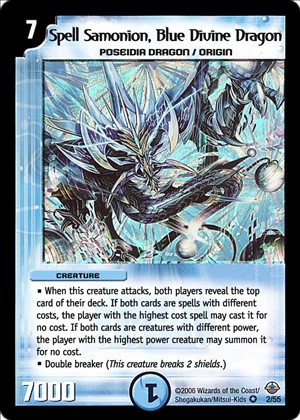 7 Spell Samonion, Blue Divine Dragon
POSEIDIA DRAGON / ORIGIN
CREATURE
■ When this creature attacks, both players reveal the top
card of their deck. If both cards are spells with different
costs, the player with the highest cost spell may cast it for
no cost. If both cards are creatures with different power,
the player with the highest power creature may summon it
for no cost.
■ Double breaker (This creature breaks 2 shields.)
7000
1
©2006 Wizards of the Coast/
Shogakukan/Mitsui-Kids ✪ 2/55